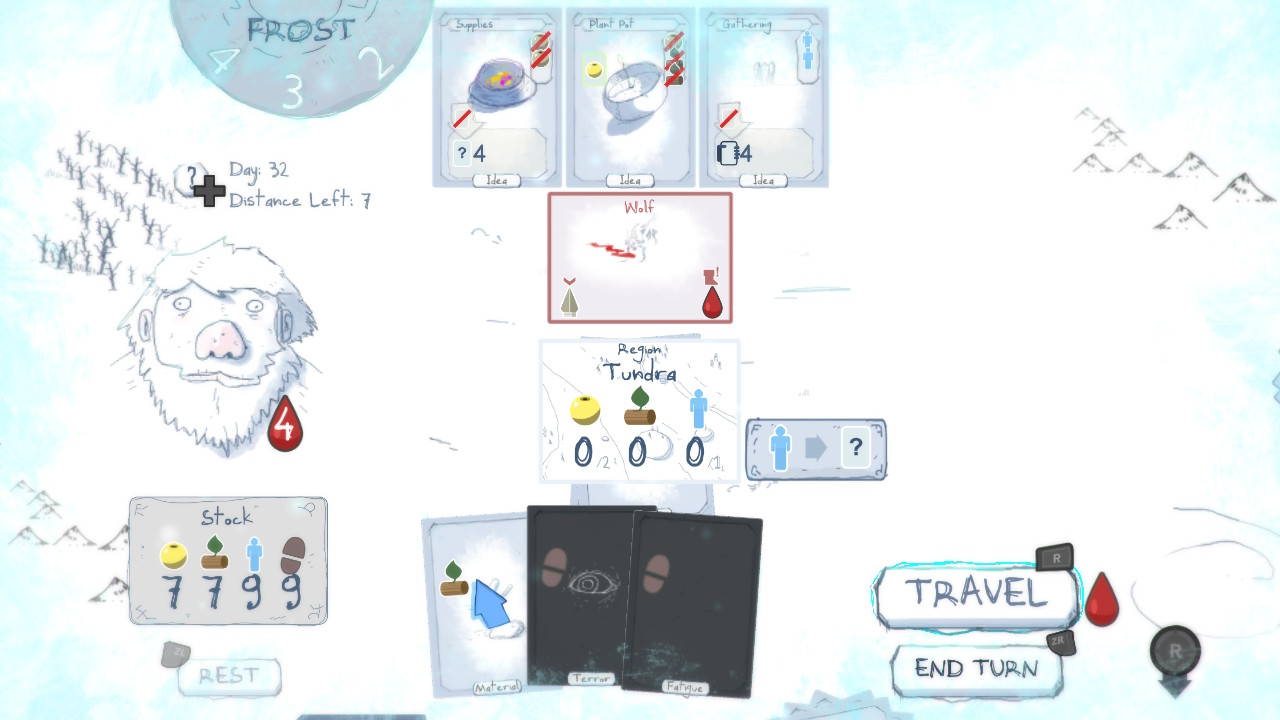 FROST
4 3 2
Supplies
? 4
Idea
Plant Pot
Idea
Gathering
4
Idea
?
Day: 32
Distance Left: 7
Wolf
!
4
Region
Tundra
0/2 0 0/1
?
Stock
7 7 9 9
REST
ZL
Material
Terror
Fatigue
TRAVEL
R
END TURN
ZR
R